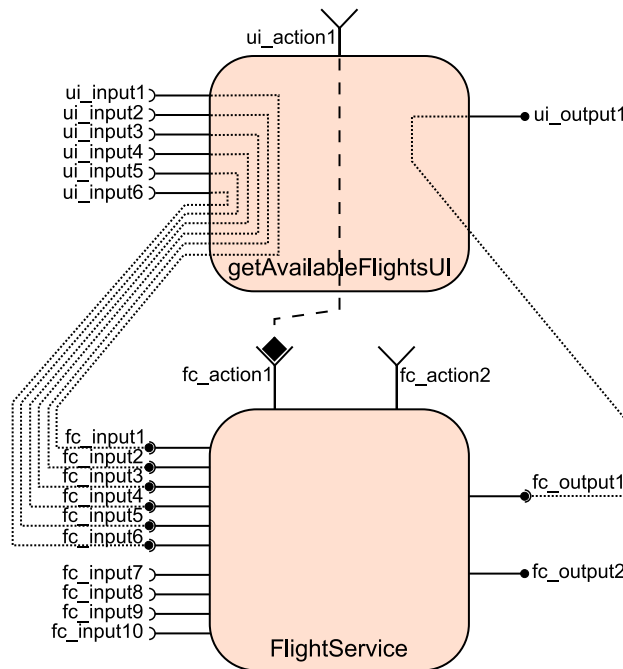 ui_action1
ui_input1
ui_input2
ui_input3
ui_input4
ui_input5
ui_input6
ui_output1
getAvailableFlightsUI
fc_action1
fc_action2
fc_input1
fc_input2
fc_input3
fc_input4
fc_input5
fc_input6
fc_input7
fc_input8
fc_input9
fc_input10
fc_output1
fc_output2
FlightService